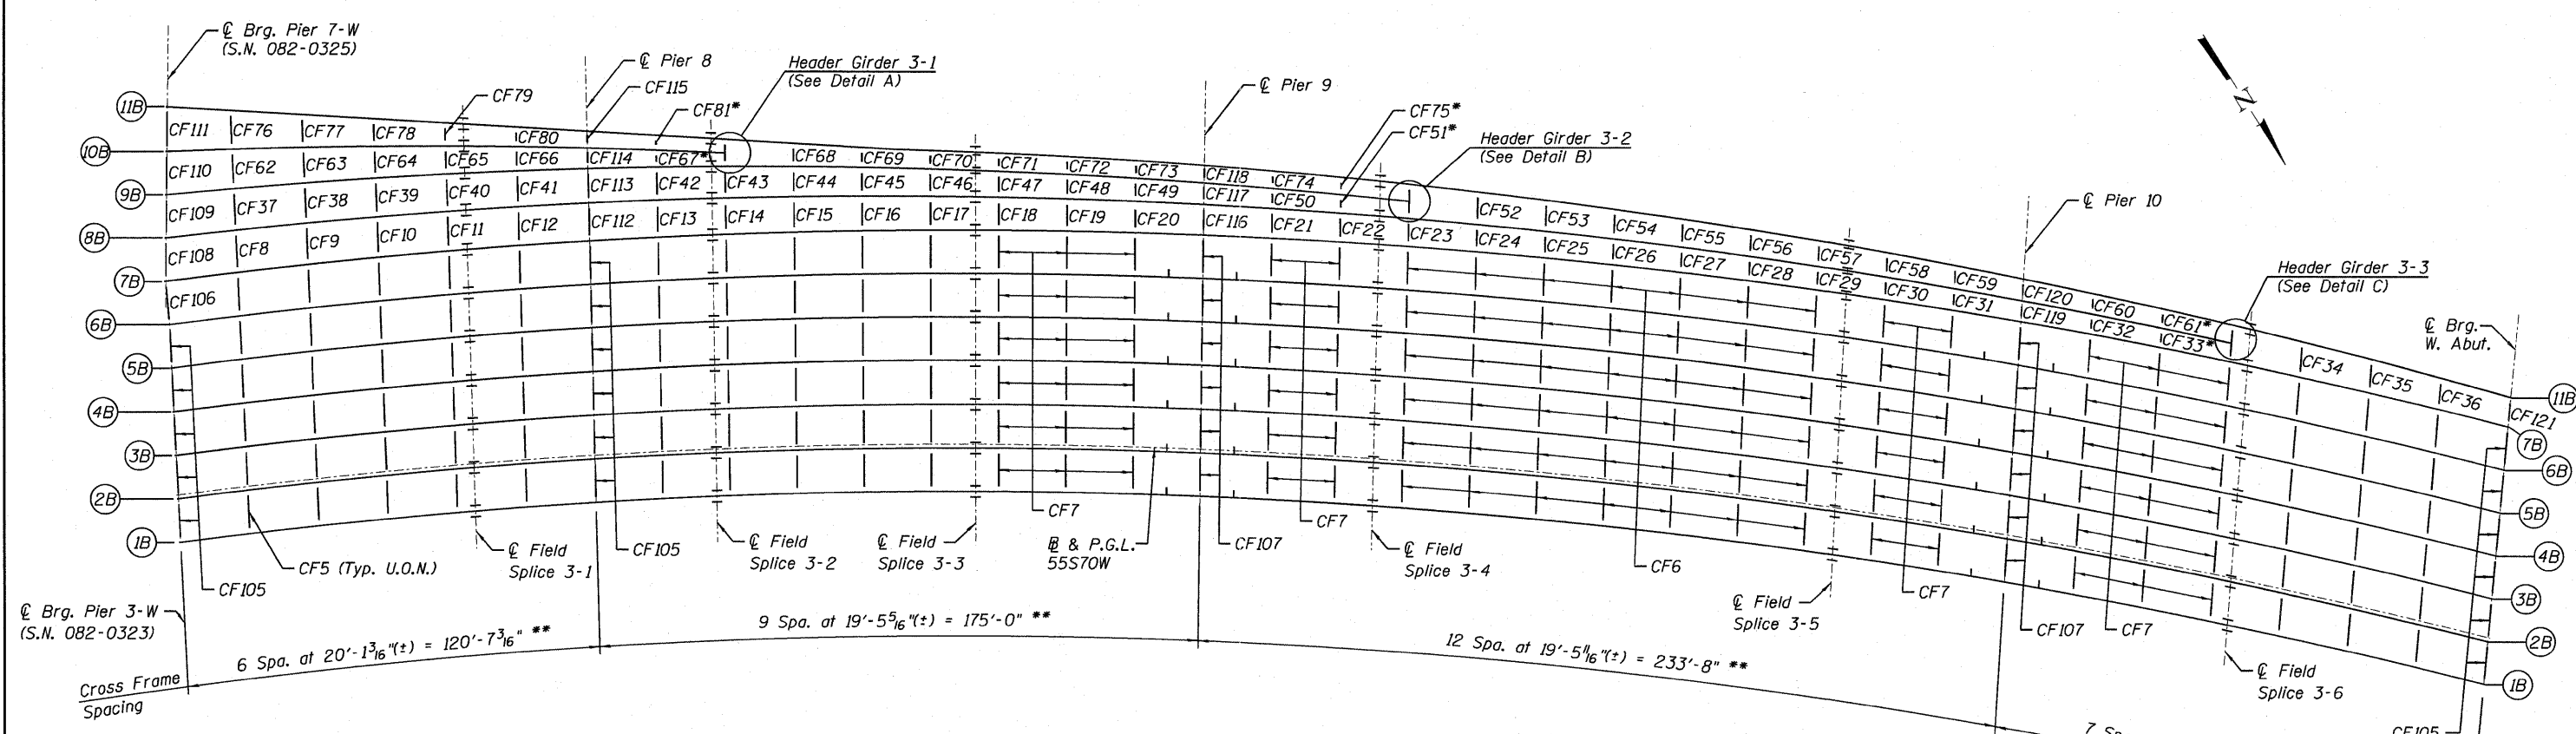 ℄ Brg. Pier 7-W
(S.N. 082-0325)
℄ Pier 8
CF115
CF81*
Header Girder 3-1
(See Detail A)
CF79
℄ Pier 9
CF75*
CF51*
Header Girder 3-2
(See Detail B)
N
℄ Pier 10
Header Girder 3-3
(See Detail C)
℄ Brg.
W. Abut.
11B
CF111 CF76 CF77 CF78 CF80
10B
CF110 CF62 CF63 CF64 CF65 CF66 CF114 CF67* CF68 CF69 CF70 CF71 CF72 CF73 CF118 CF74
9B
CF109 CF37 CF38 CF39 CF40 CF41 CF113 CF42 CF43 CF44 CF45 CF46 CF47 CF48 CF49 CF117 CF50 CF52 CF53 CF54 CF55 CF56 CF57 CF58 CF59 CF120 CF60 CF61*
8B
CF108 CF8 CF9 CF10 CF11 CF12 CF112 CF13 CF14 CF15 CF16 CF17 CF18 CF19 CF20 CF116 CF21 CF22 CF23 CF24 CF25 CF26 CF27 CF28 CF29 CF30 CF31 CF119 CF32 CF33* CF34 CF35 CF36 CF121
7B
CF106
6B
5B
4B
3B
2B
1B
11B
7B
6B
5B
4B
3B
2B
1B
CF105
CF5 (Typ. U.O.N.)
℄ Field
Splice 3-1
CF105
℄ Field
Splice 3-2
℄ Field
Splice 3-3
CF7
℄ & P.G.L.
55S70W
CF107
CF7
℄ Field
Splice 3-4
CF6
℄ Field
Splice 3-5
CF7
CF107
CF7
℄ Field
Splice 3-6
CF105
℄ Brg. Pier 3-W
(S.N. 082-0323)
Cross Frame
Spacing
6 Spa. at 20'-1 3/16"(±) = 120'-7 3/16" **
9 Spa. at 19'-5 5/16"(±) = 175'-0" **
12 Spa. at 19'-5 11/16"(±) = 233'-8" **
7